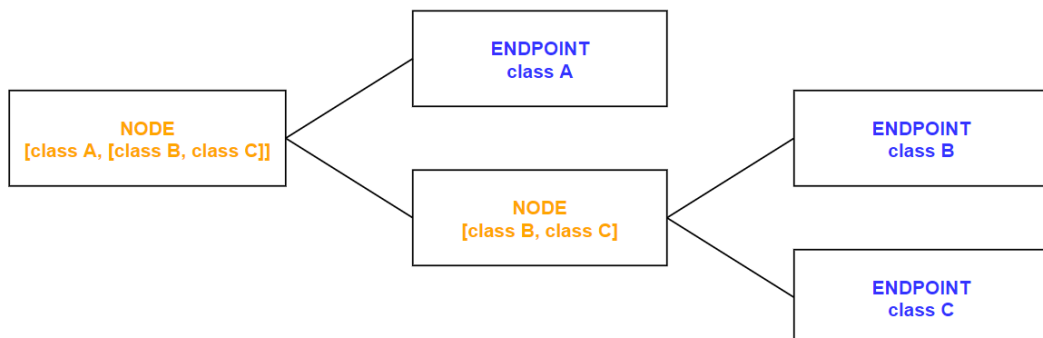 ENDPOINT
class A
NODE
[class A, [class B, class C]]
ENDPOINT
class B
NODE
[class B, class C]
ENDPOINT
class C